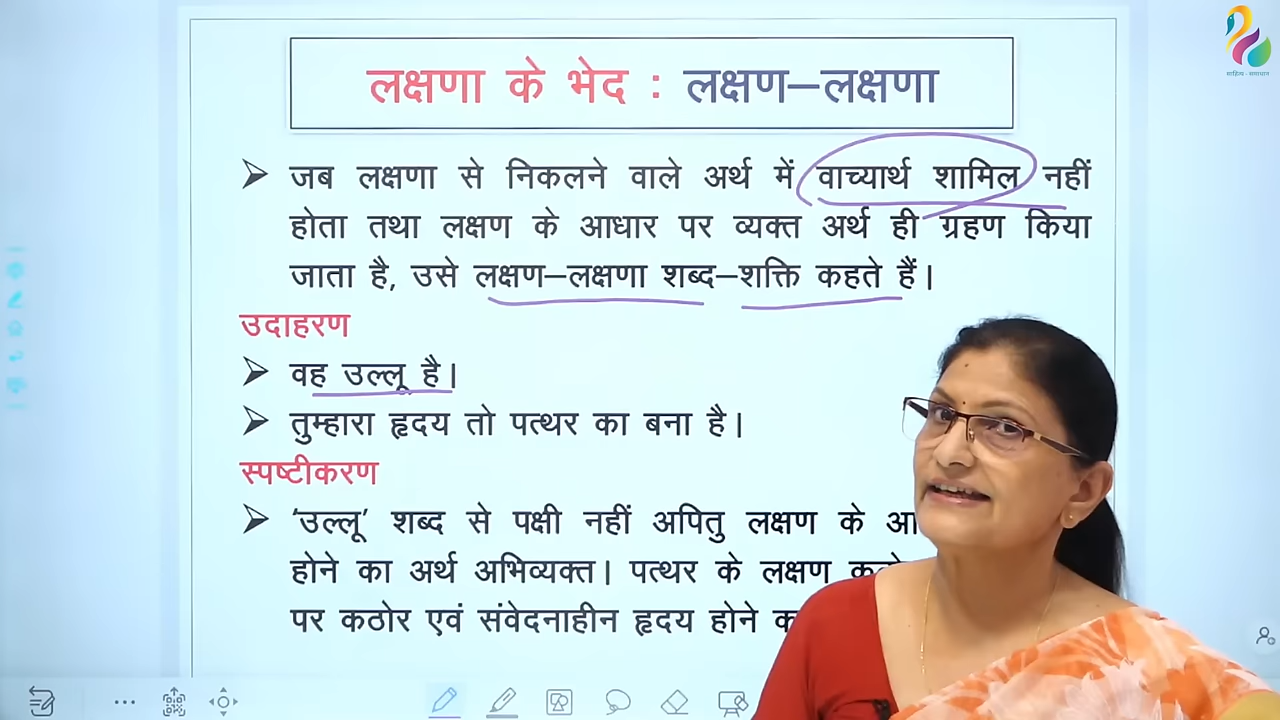 लक्षणा के भेद : लक्षण–लक्षणा
➢ जब लक्षणा से निकलने वाले अर्थ में वाच्यार्थ शामिल नहीं
होता तथा लक्षण के आधार पर व्यक्त अर्थ ही ग्रहण किया
जाता है, उसे लक्षण–लक्षणा शब्द–शक्ति कहते हैं।
उदाहरण
➢ वह उल्लू है।
➢ तुम्हारा हृदय तो पत्थर का बना है।
स्पष्टीकरण
➢ ‘उल्लू’ शब्द से पक्षी नहीं अपितु लक्षण के
होने का अर्थ अभिव्यक्त। पत्थर के लक्षण
पर कठोर एवं संवेदनाहीन हृदय होने
साहित्य - समाधान